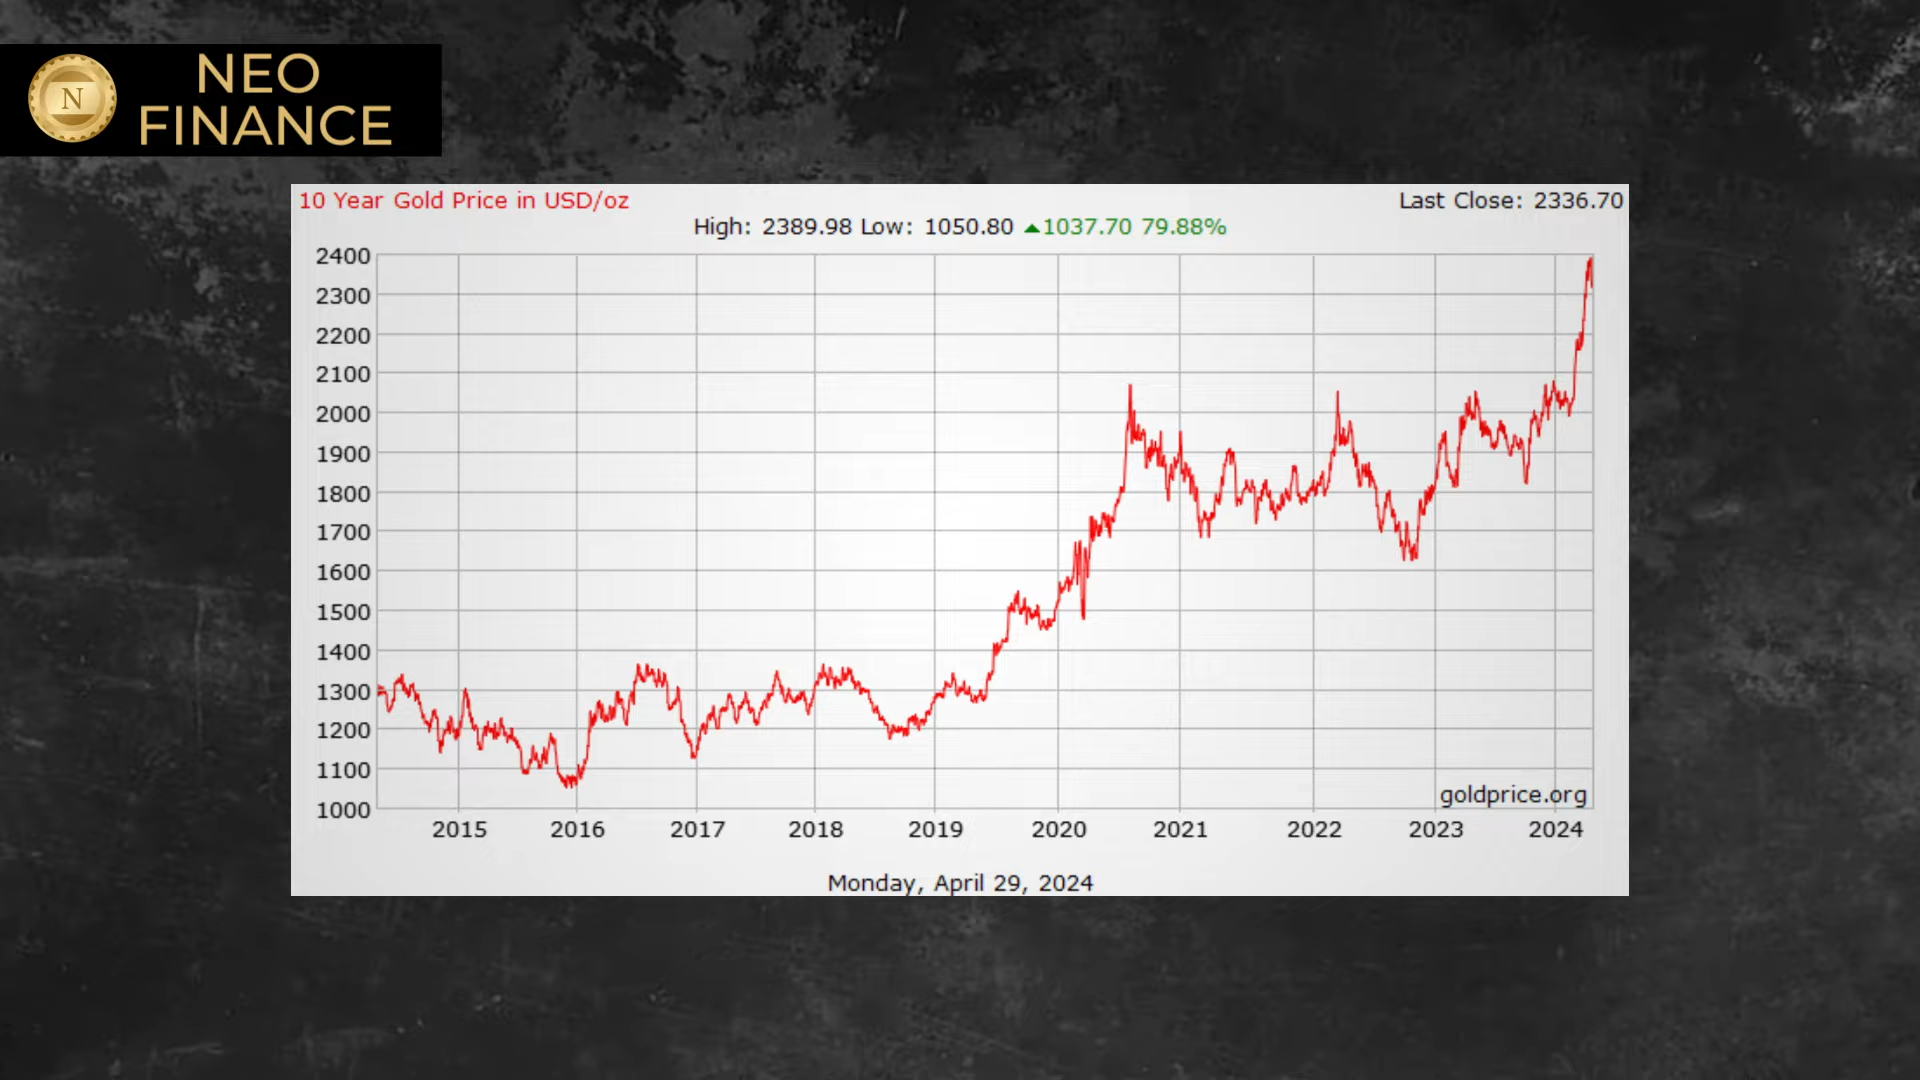 N
NEO
FINANCE
10 Year Gold Price in USD/oz
Last Close: 2336.70
High: 2389.98 Low: 1050.80 ▲1037.70 79.88%
2400
2300
2200
2100
2000
1900
1800
1700
1600
1500
1400
1300
1200
1100
1000
goldprice.org
2015 2016 2017 2018 2019 2020 2021 2022 2023 2024
Monday, April 29, 2024